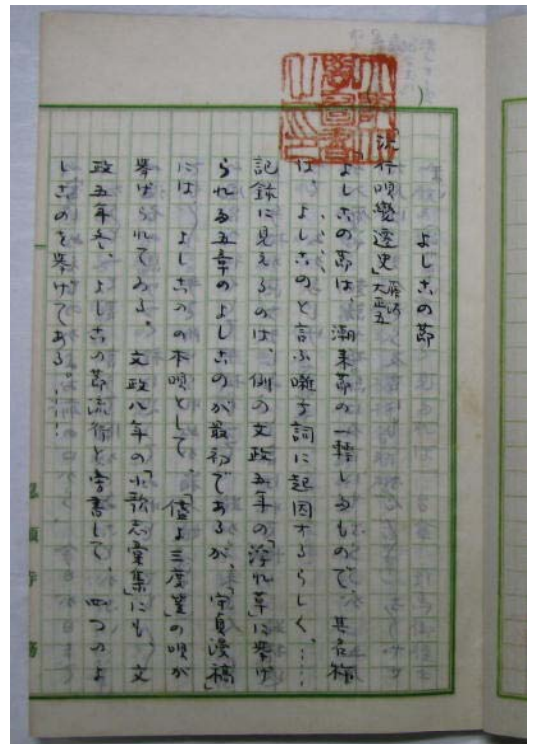 よしこの節
「流行唄變遷史」藤沢 大正五
「よしこの節は、潮来節の一轉したもので、其名稱
は、よしこのと言ふ囃子詞に起因するらしく、……
記録に見えるのは、例の文政五年の「浮れ草」に挙げ
られる五章のよしこのが最初であるが、「守貞漫稿」
には、よしこのの本唄として、「傍よ三度笠」の唄が
挙げられてゐる。文政八年の「小歌志彙集」にも、文
政五年冬、よしこの節流行と書して、四つのよ
しこのを挙げてある……